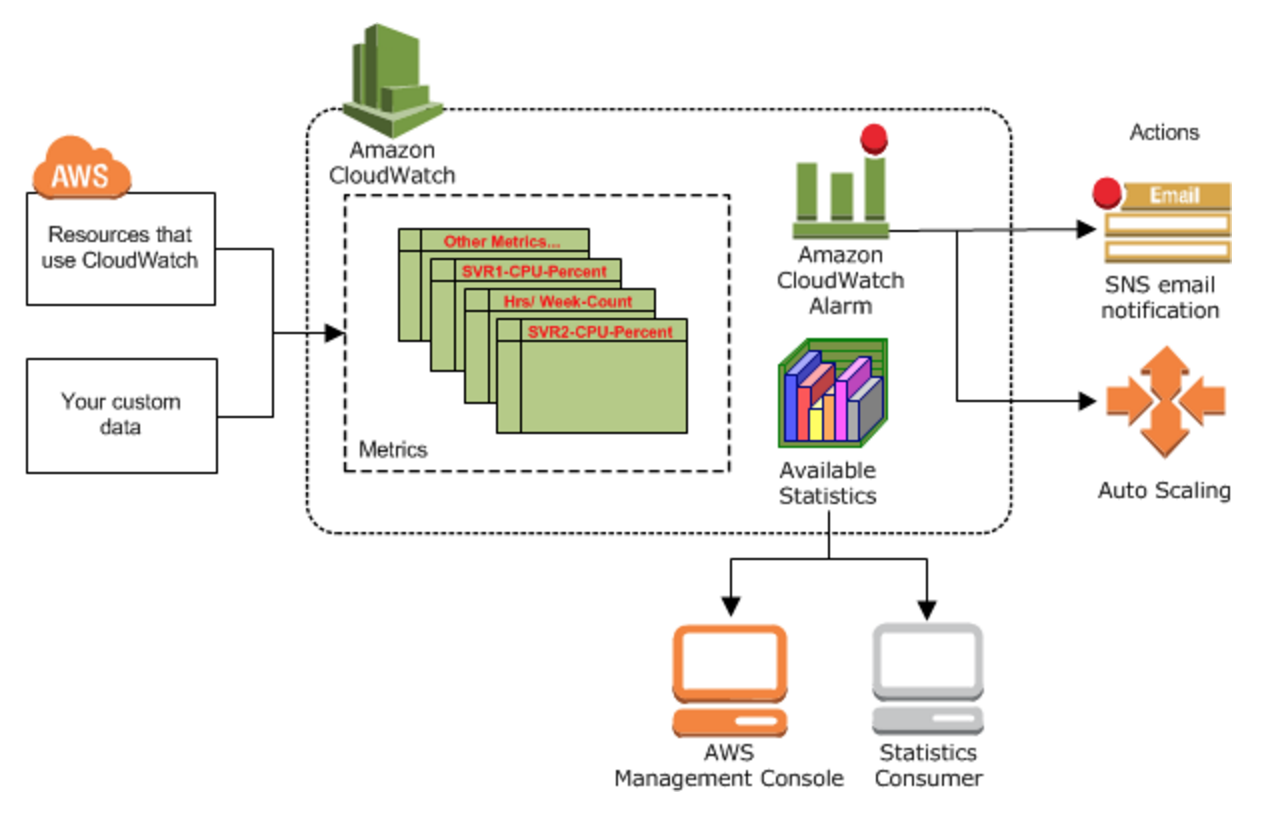 AWS
Resources that
use CloudWatch
Your custom
data
Amazon
CloudWatch
Other Metrics...
SVR1-CPU-Percent
Hrs/ Week-Count
SVR2-CPU-Percent
Metrics
Amazon
CloudWatch
Alarm
Available
Statistics
Actions
Email
SNS email
notification
Auto Scaling
AWS
Management Console
Statistics
Consumer